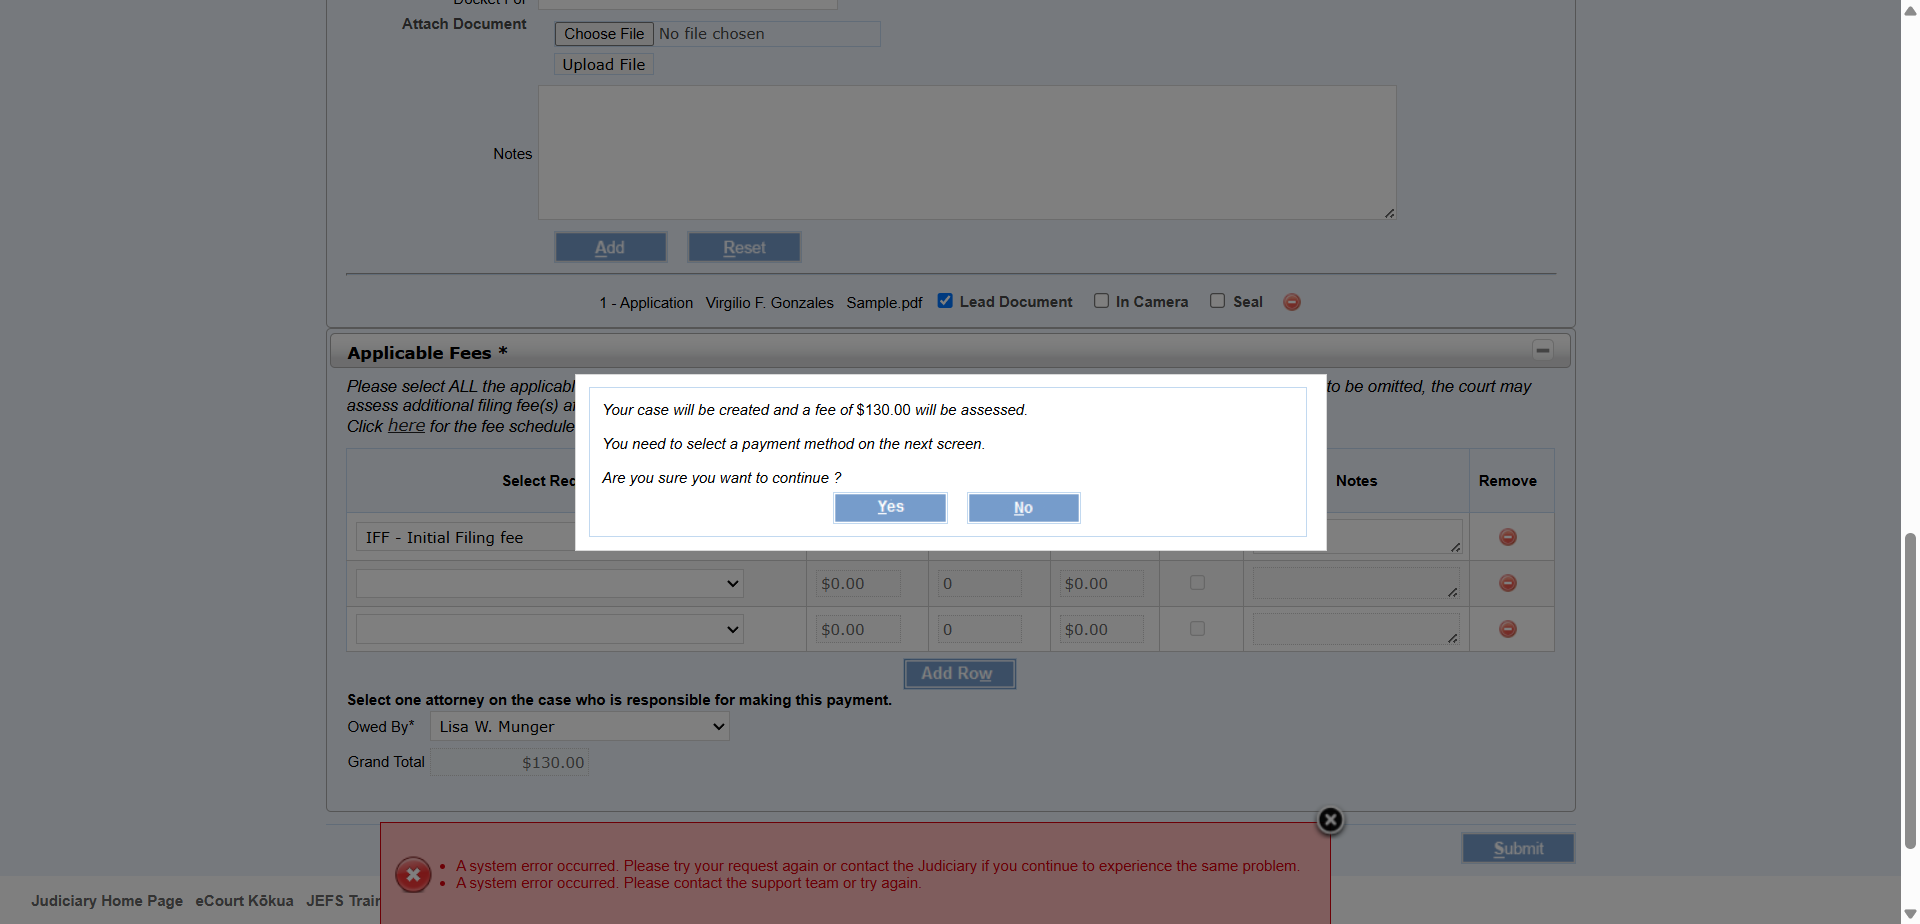 Attach Document
Choose File No file chosen
Upload File
Notes
Add Reset
1 - Application Virgilio F. Gonzales Sample.pdf Lead Document In Camera Seal
Applicable Fees *
Please select ALL the applicabl to be omitted, the court may
assess additional filing fee(s) a
Click here for the fee schedule
Your case will be created and a fee of $130.00 will be assessed.
You need to select a payment method on the next screen.
Are you sure you want to continue ?
Yes No
Select Req Notes Remove
IFF - Initial Filing fee
$0.00 0 $0.00
$0.00 0 $0.00
Add Row
Select one attorney on the case who is responsible for making this payment.
Owed By* Lisa W. Munger
Grand Total $130.00
Submit
A system error occurred. Please try your request again or contact the Judiciary if you continue to experience the same problem.
A system error occurred. Please contact the support team or try again.
Judiciary Home Page eCourt Kōkua JEFS Train